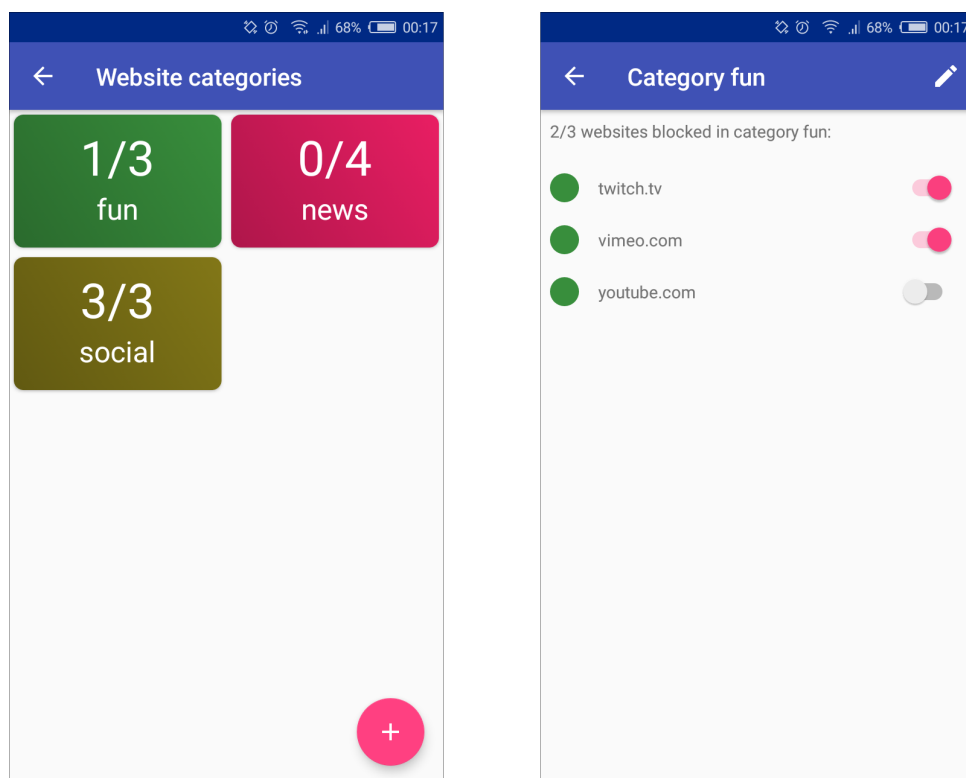 68% 00:17
Website categories
1/3
fun
0/4
news
3/3
social
+
68% 00:17
Category fun
2/3 websites blocked in category fun:
twitch.tv
vimeo.com
youtube.com